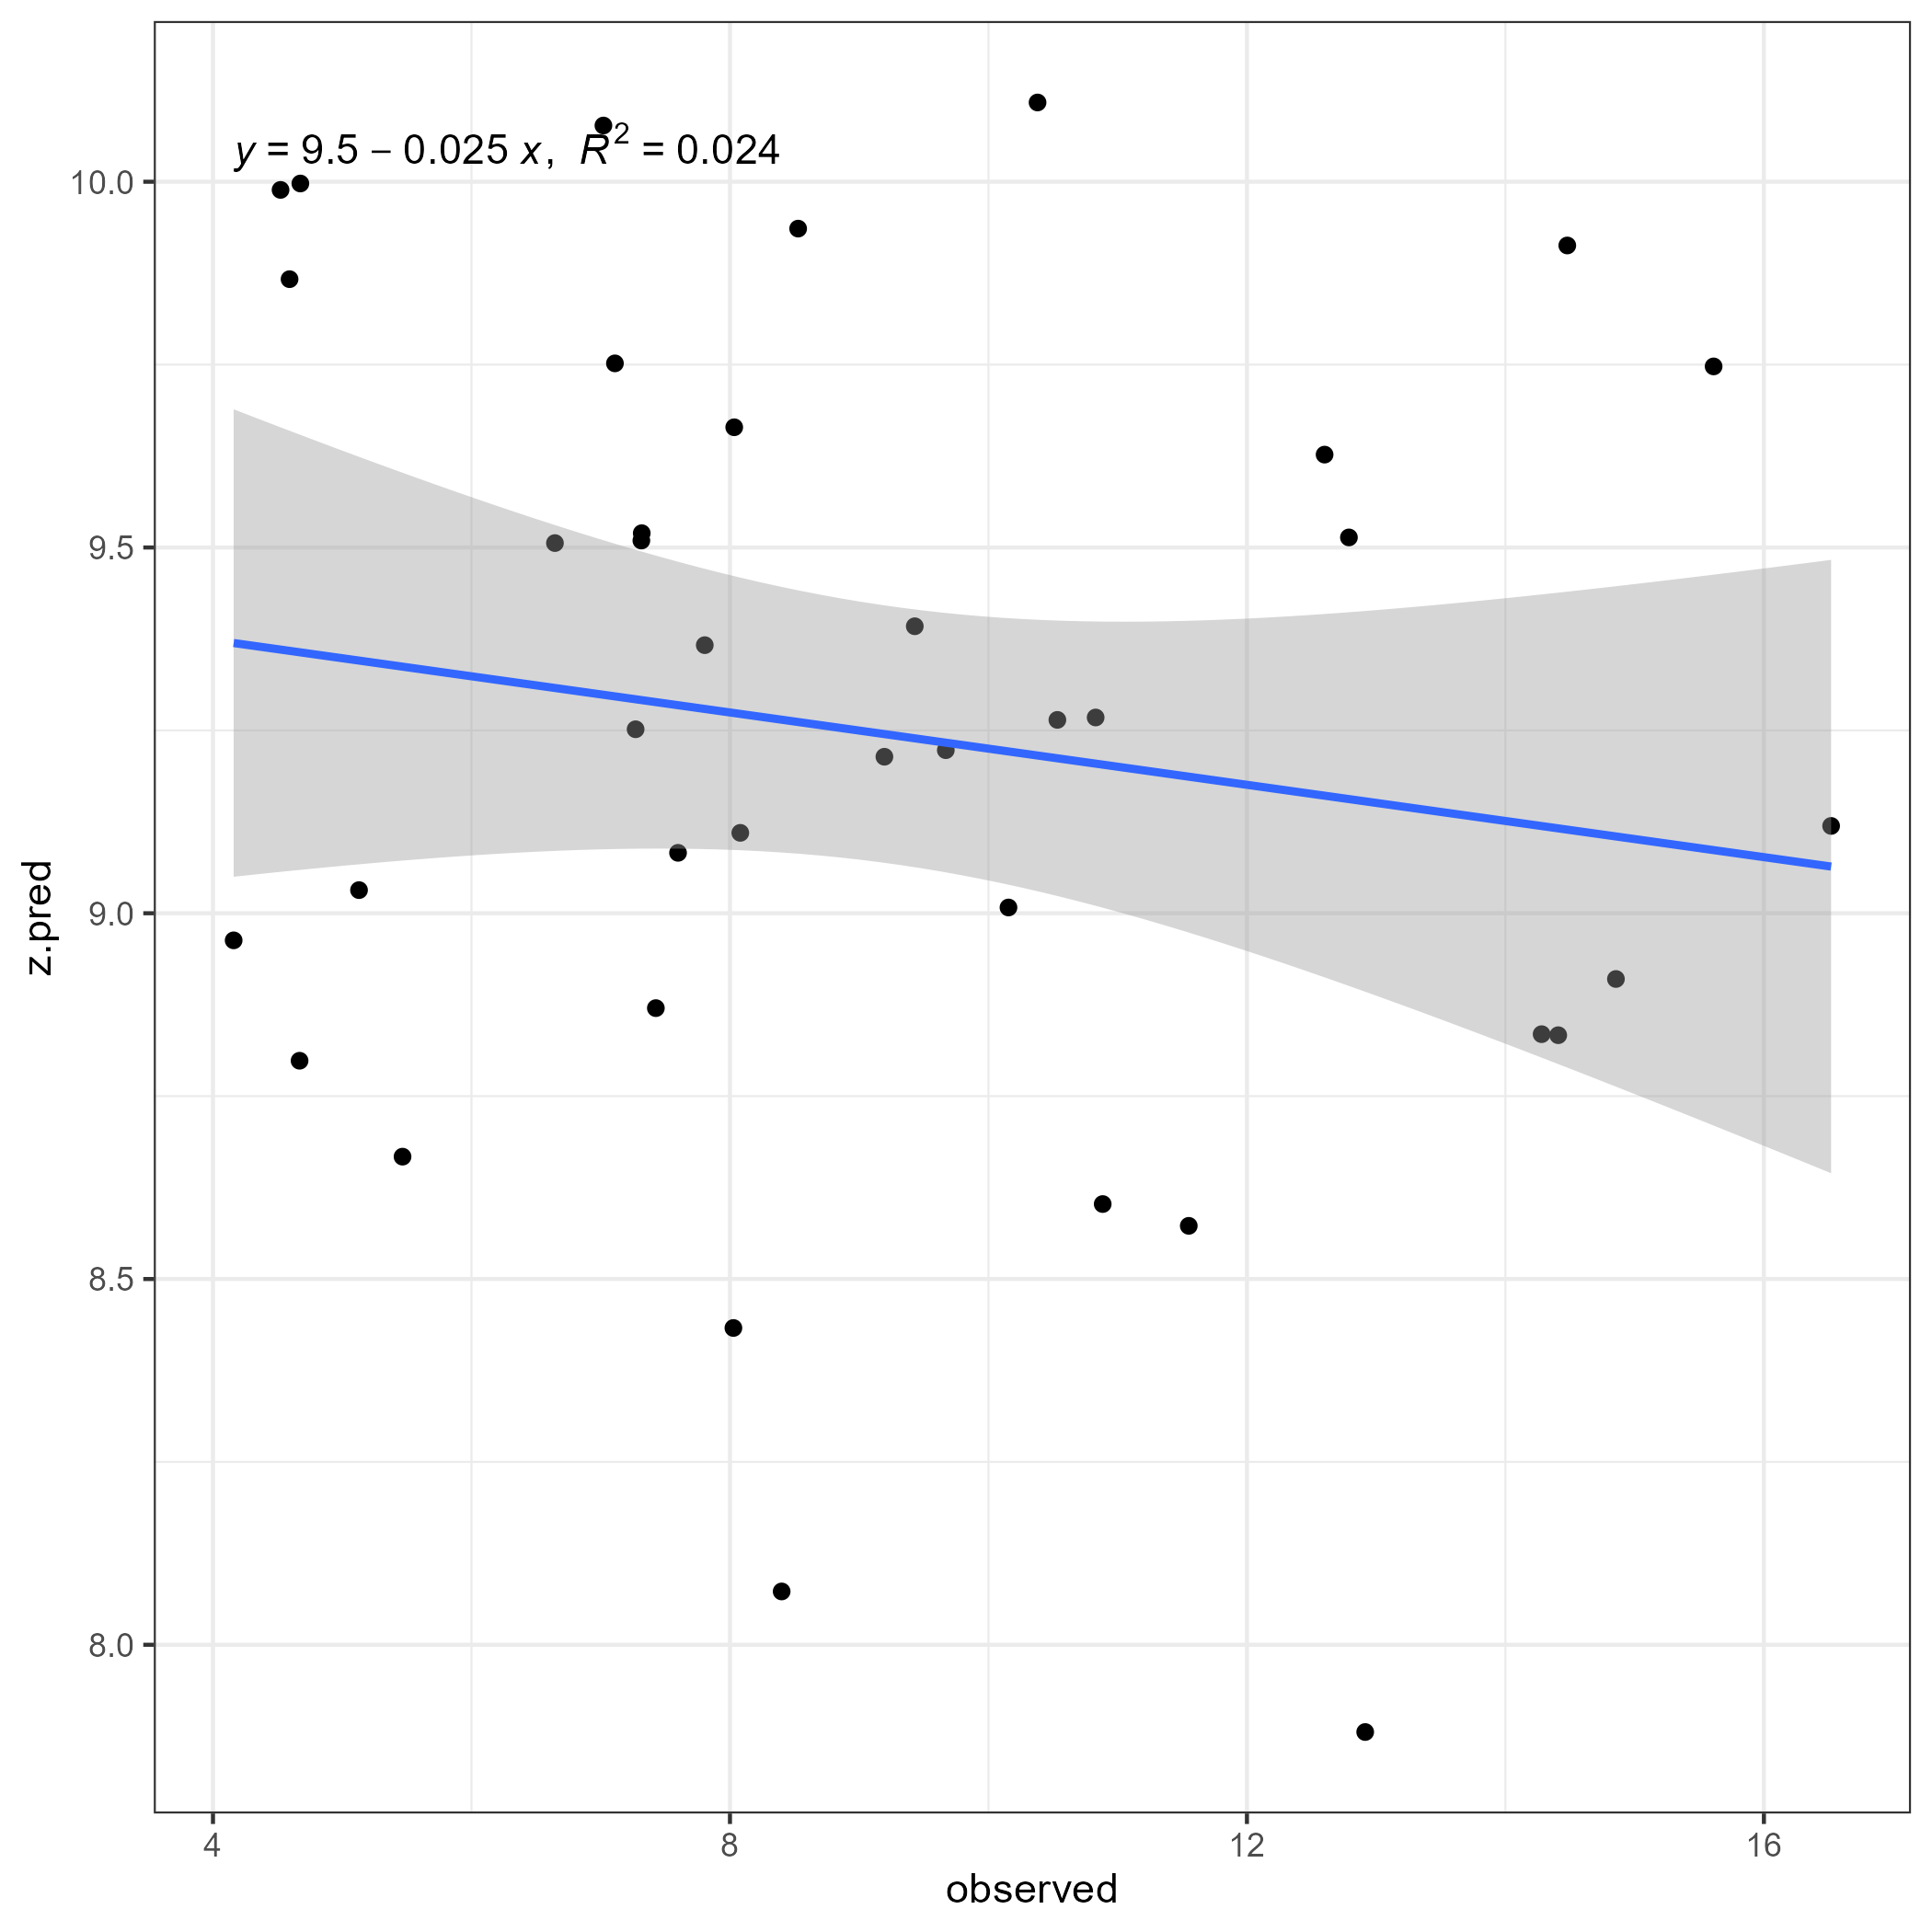 y = 9.5 − 0.025 x, R² = 0.024
10.0
9.5
9.0
8.5
8.0
z.pred
4 8 12 16
observed